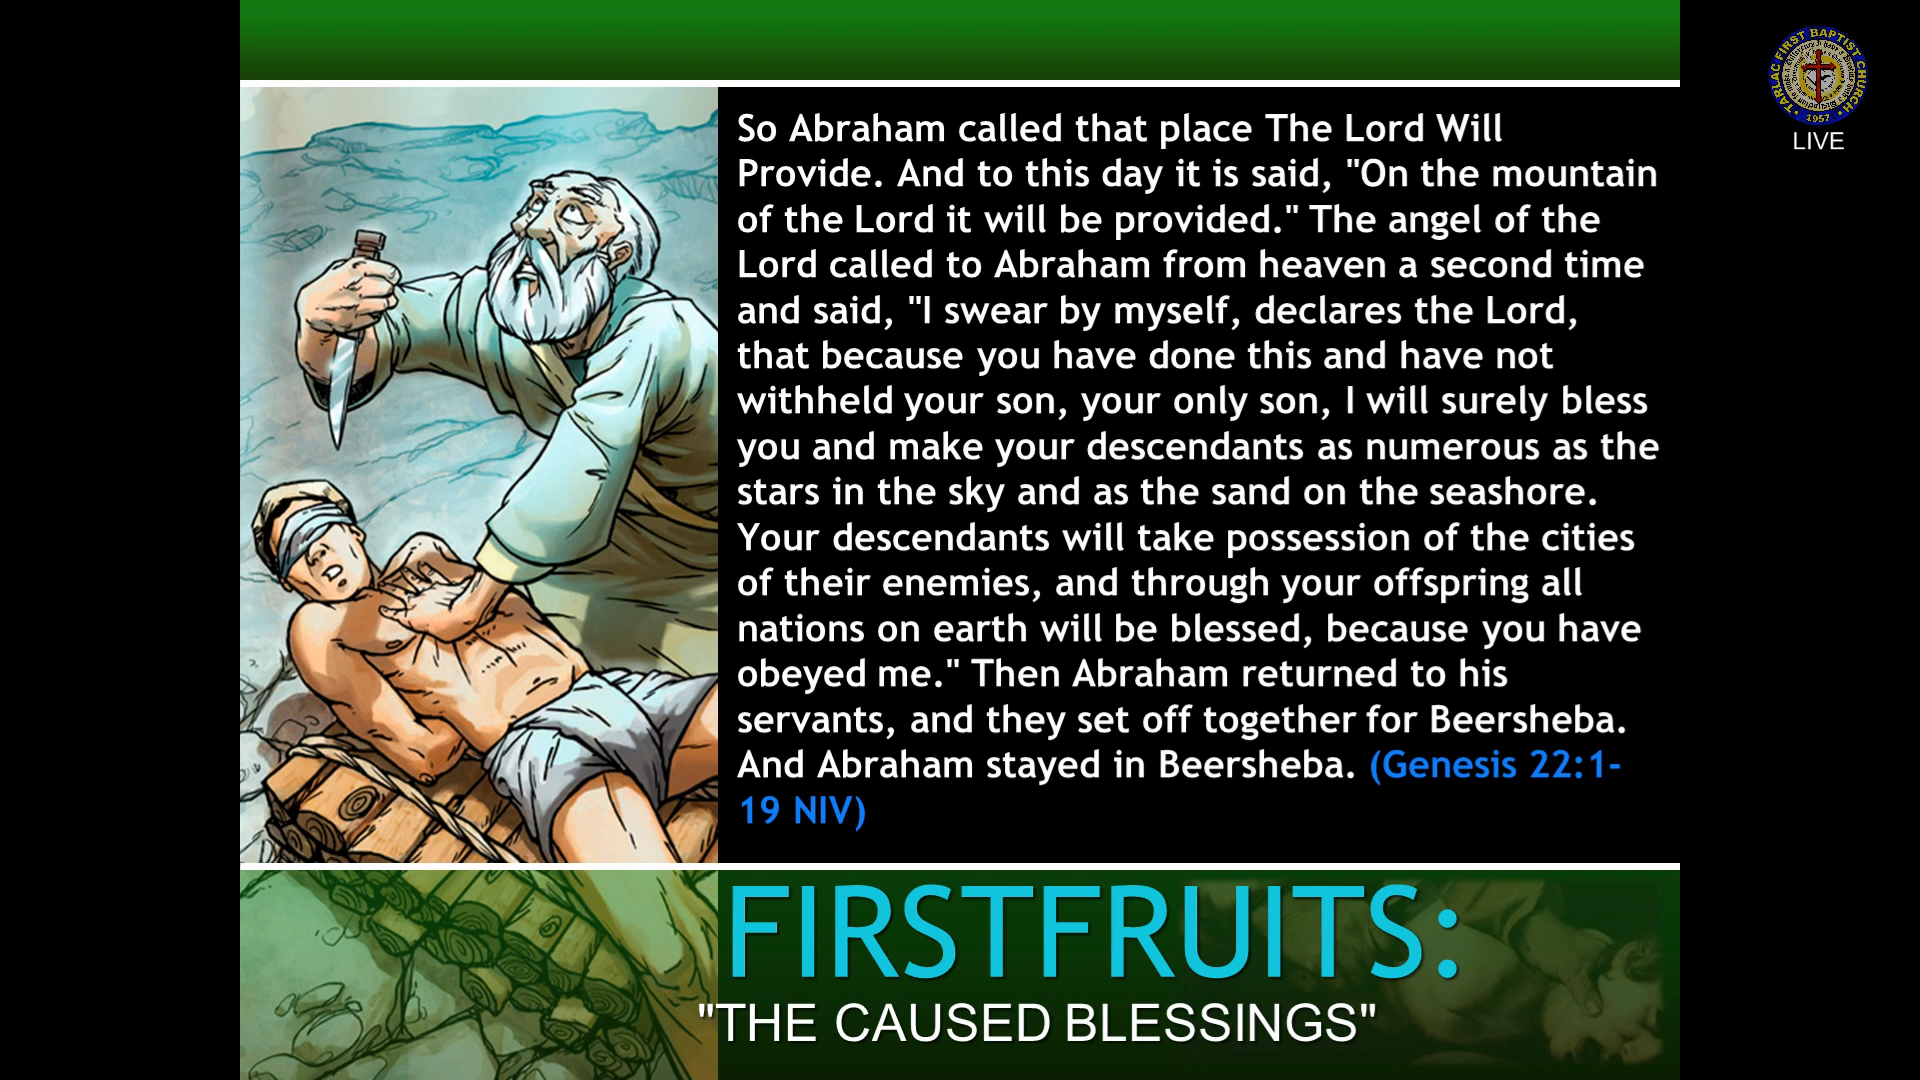 So Abraham called that place The Lord Will
Provide. And to this day it is said, "On the mountain
of the Lord it will be provided." The angel of the
Lord called to Abraham from heaven a second time
and said, "I swear by myself, declares the Lord,
that because you have done this and have not
withheld your son, your only son, I will surely bless
you and make your descendants as numerous as the
stars in the sky and as the sand on the seashore.
Your descendants will take possession of the cities
of their enemies, and through your offspring all
nations on earth will be blessed, because you have
obeyed me." Then Abraham returned to his
servants, and they set off together for Beersheba.
And Abraham stayed in Beersheba. (Genesis 22:1-
19 NIV)
FIRSTFRUITS:
"THE CAUSED BLESSINGS"
TARLAC FIRST BAPTIST CHURCH
1957
LIVE